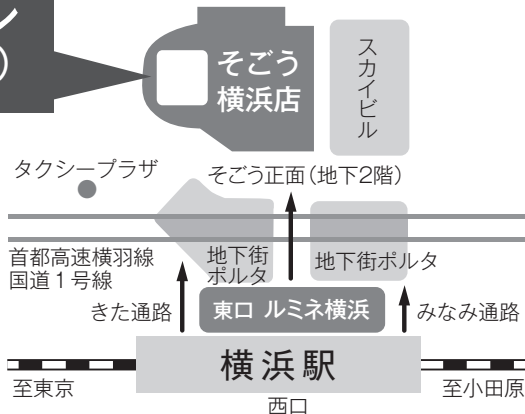 そごう
横浜店
スカイビル
タクシープラザ
そごう正面(地下2階)
首都高速横羽線
国道1号線
地下街
ポルタ
地下街ポルタ
きた通路
東口 ルミネ横浜
みなみ通路
横浜駅
至東京
西口
至小田原